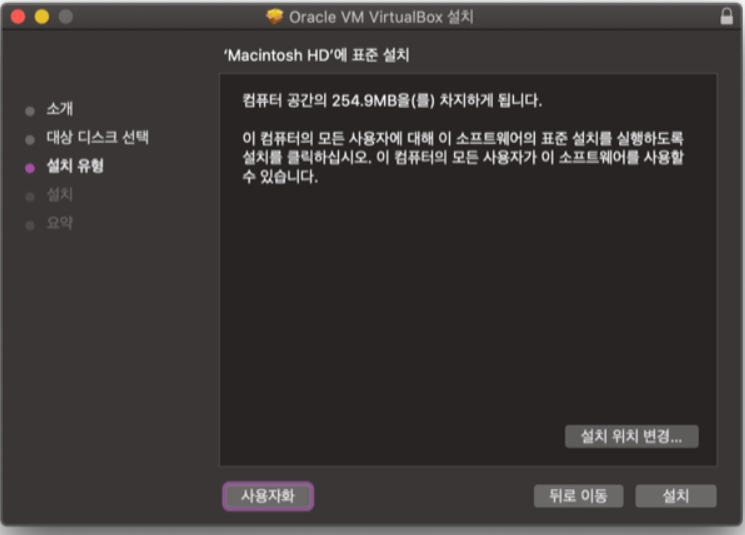 Oracle VM VirtualBox 설치
'Macintosh HD'에 표준 설치
소개
대상 디스크 선택
설치 유형
설치
요약
컴퓨터 공간의 254.9MB을(를) 차지하게 됩니다.
이 컴퓨터의 모든 사용자에 대해 이 소프트웨어의 표준 설치를 실행하도록
설치를 클릭하십시오. 이 컴퓨터의 모든 사용자가 이 소프트웨어를 사용할
수 있습니다.
설치 위치 변경...
사용자화
뒤로 이동
설치